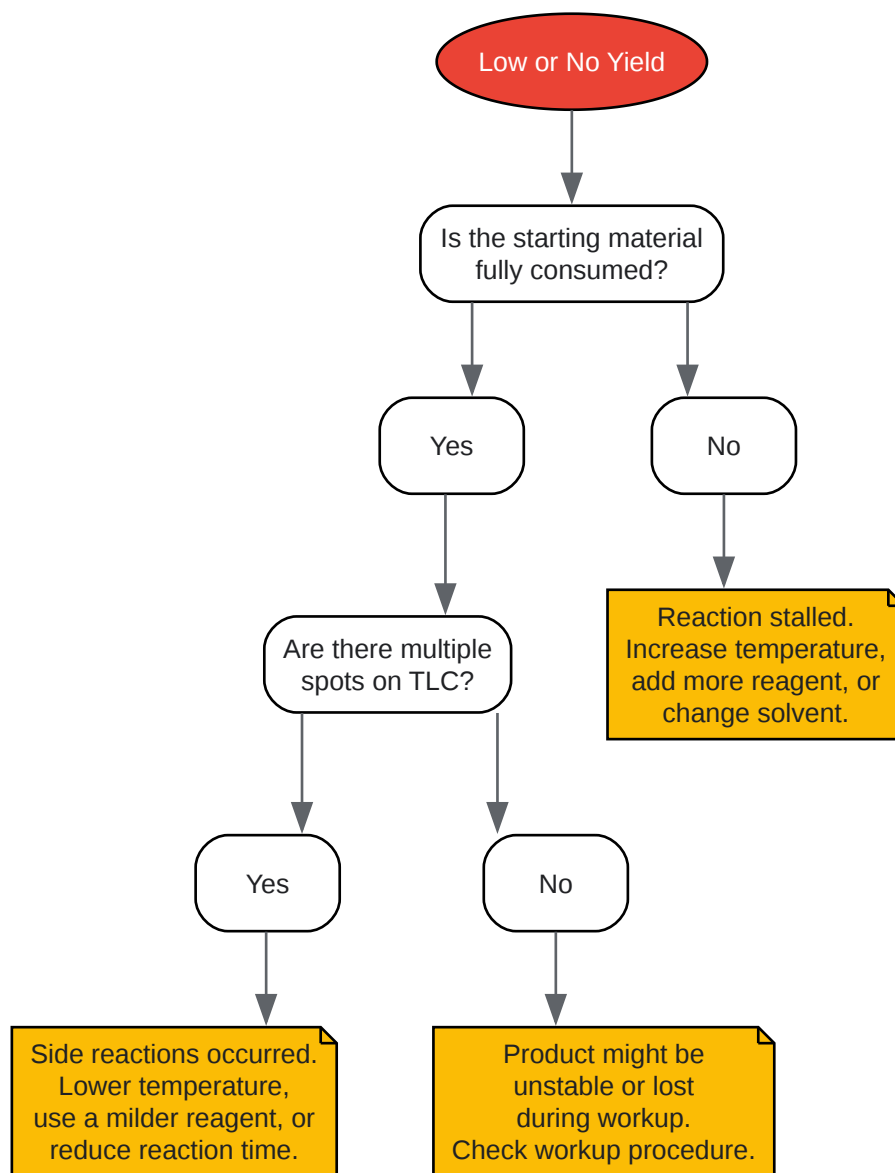 Low or No Yield
Is the starting material
fully consumed?
Yes
No
Reaction stalled.
Increase temperature,
add more reagent, or
change solvent.
Are there multiple
spots on TLC?
Yes
No
Side reactions occurred.
Lower temperature,
use a milder reagent, or
reduce reaction time.
Product might be
unstable or lost
during workup.
Check workup procedure.